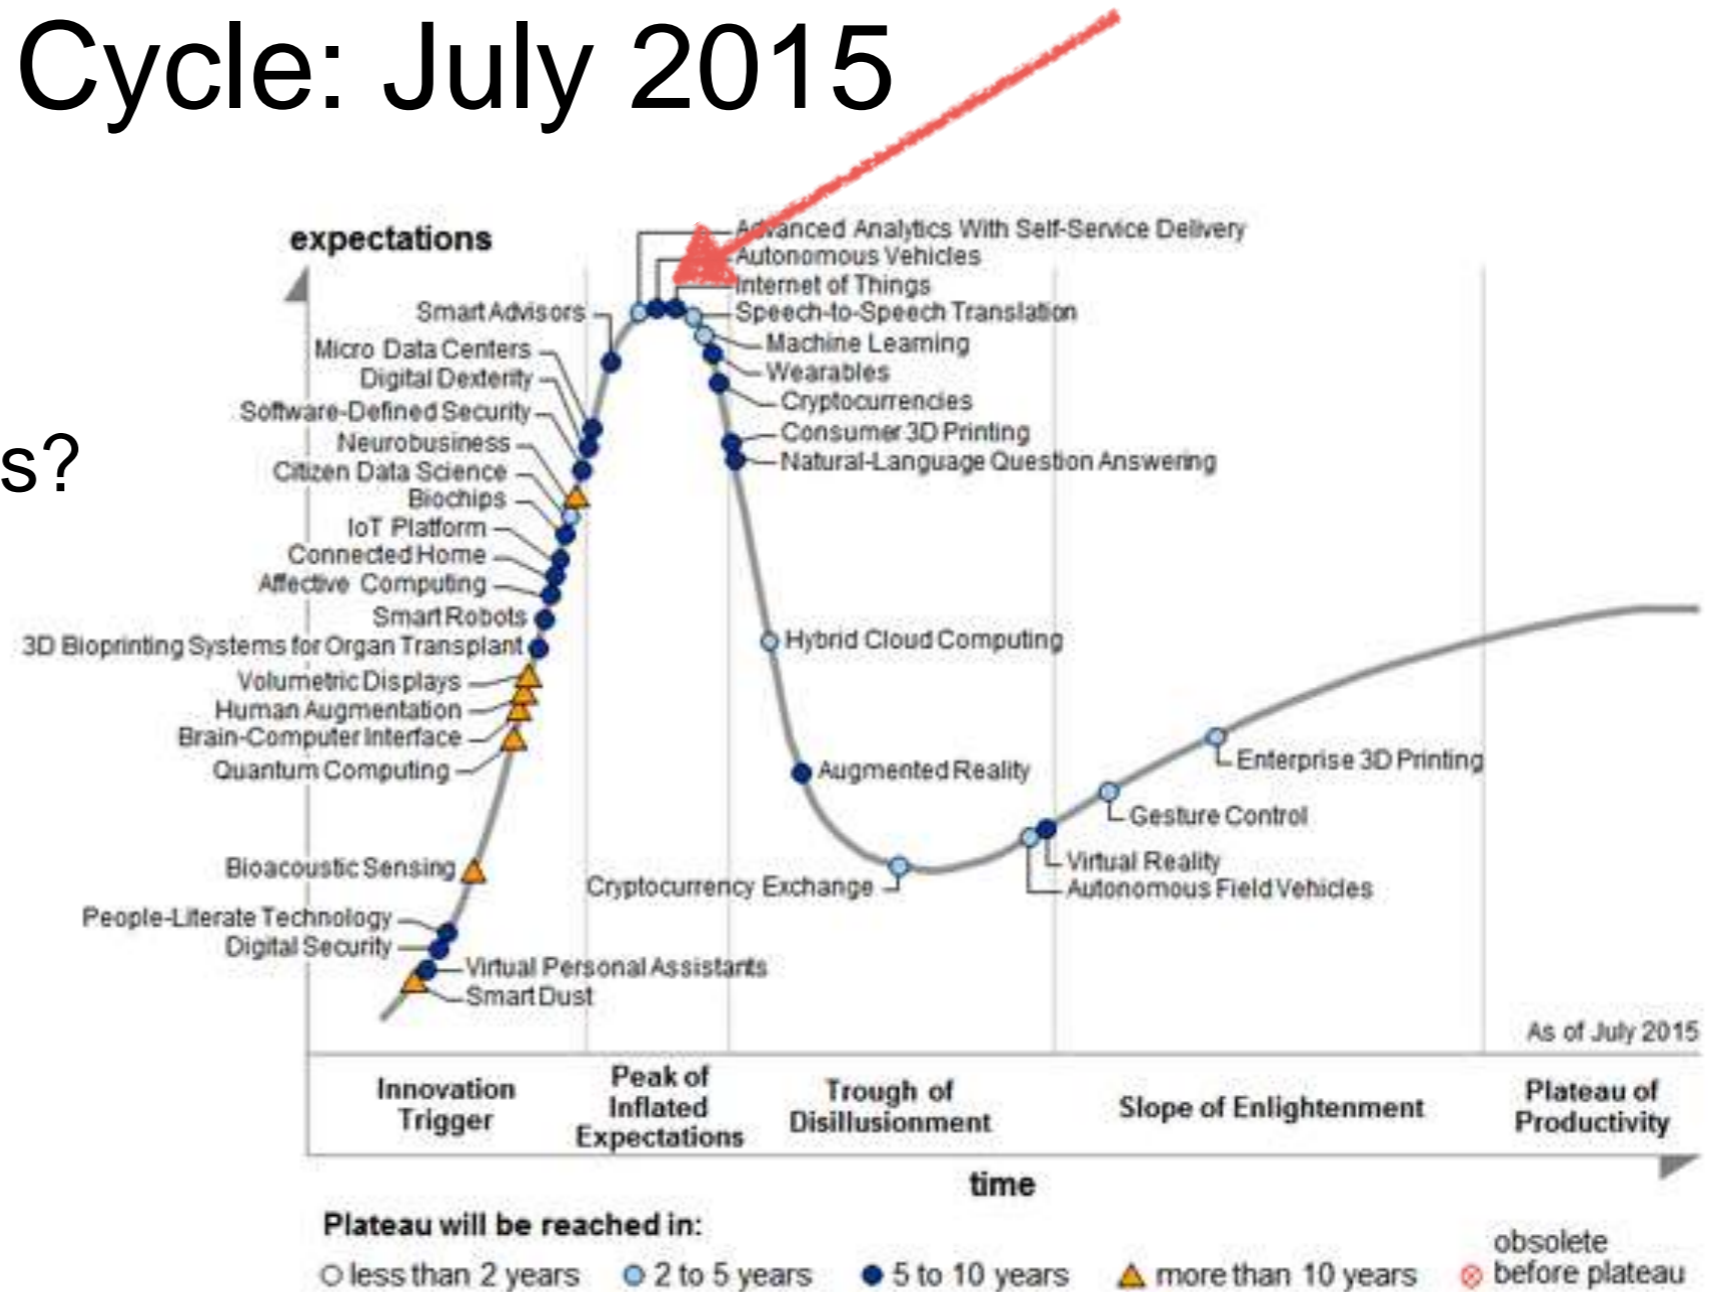 Cycle: July 2015
s?
expectations
Advanced Analytics With Self-Service Delivery
Autonomous Vehicles
Internet of Things
Speech-to-Speech Translation
Machine Learning
Wearables
Cryptocurrencies
Consumer 3D Printing
Natural-Language Question Answering
Smart Advisors
Micro Data Centers
Digital Dexterity
Software-Defined Security
Neurobusiness
Citizen Data Science
Biochips
IoT Platform
Connected Home
Affective Computing
Smart Robots
3D Bioprinting Systems for Organ Transplant
Volumetric Displays
Human Augmentation
Brain-Computer Interface
Quantum Computing
Bioacoustic Sensing
People-Literate Technology
Digital Security
Virtual Personal Assistants
Smart Dust
Hybrid Cloud Computing
Augmented Reality
Cryptocurrency Exchange
Enterprise 3D Printing
Gesture Control
Virtual Reality
Autonomous Field Vehicles
As of July 2015
Innovation
Trigger
Peak of
Inflated
Expectations
Trough of
Disillusionment
Slope of Enlightenment
Plateau of
Productivity
time
Plateau will be reached in:
less than 2 years
2 to 5 years
5 to 10 years
more than 10 years
obsolete
before plateau